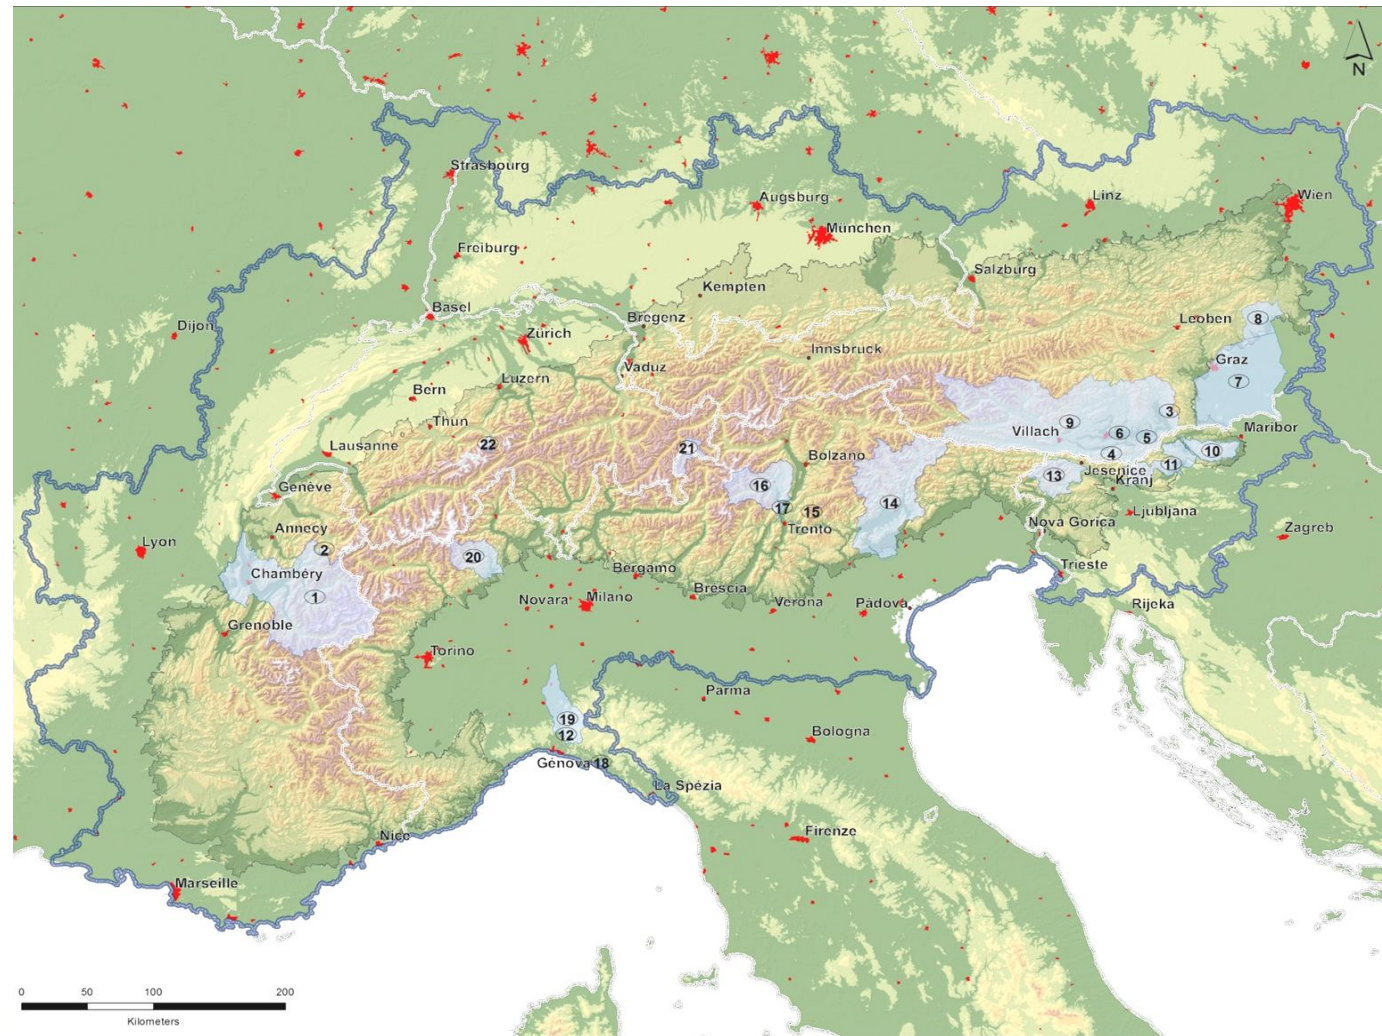 N
Strasbourg
Augsburg
Linz
Wien
München
Freiburg
Salzburg
Kempten
Basel
Bregenz
8
Leoben
Dijon
Zürich
Innsbruck
Graz
Vaduz
Luzern
7
Bern
3
Thun
9
Villach
6
5
Maribor
22
21
4
10
Lausanne
Bolzano
11
Jesenice
13
Kranj
Genève
16
14
17
15
Ljubljana
Annecy
Trento
Nova Gorica
Zagreb
Lyon
2
20
Chambéry
Trieste
Bergamo
1
Brescia
Novara
Milano
Verona
Pàdova
Rijeka
Grenoble
Torino
Parma
19
12
Bologna
Génova
18
La Spézia
Nice
Firenze
Marseille
0 50 100 200
Kilometers